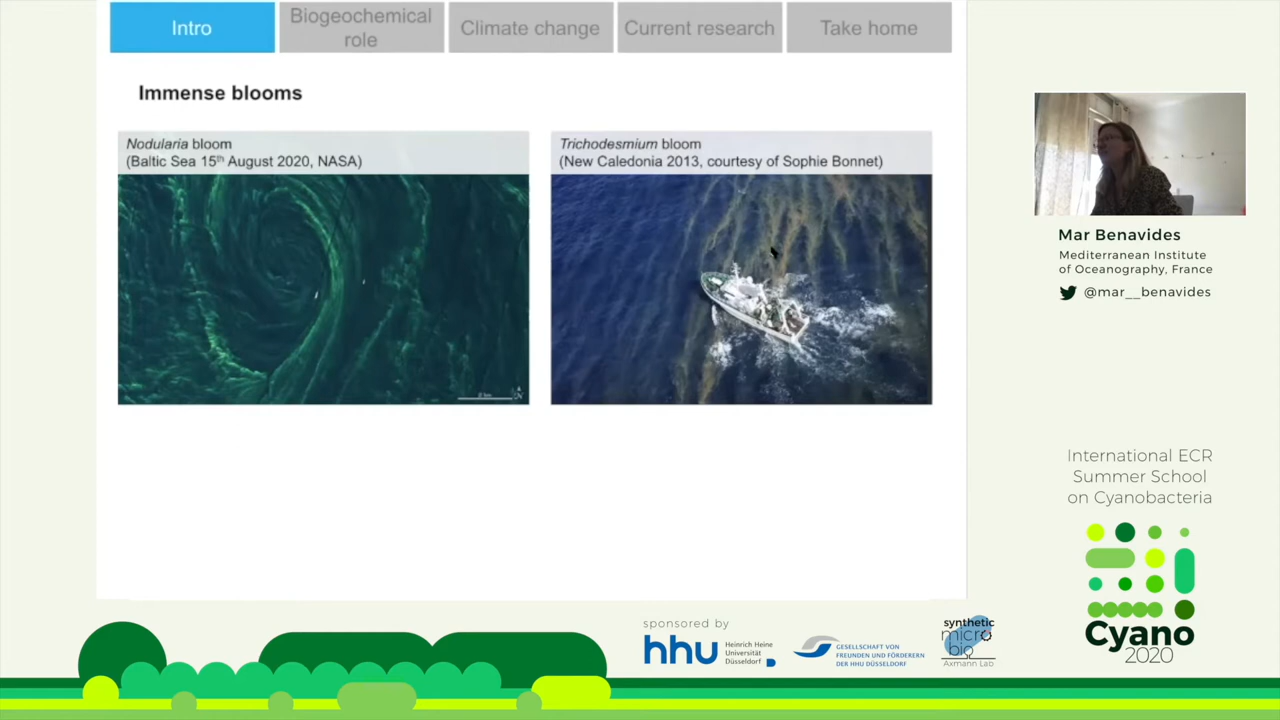 Intro
Biogeochemical
role
Climate change
Current research
Take home
Immense blooms
Nodularia bloom
(Baltic Sea 15th August 2020, NASA)
Trichodesmium bloom
(New Caledonia 2013, courtesy of Sophie Bonnet)
Mar Benavides
Mediterranean Institute
of Oceanography, France
@mar__benavides
International ECR
Summer School
on Cyanobacteria
Cyano
2020
sponsored by
hhu
Heinrich Heine
Universität
Düsseldorf
GESELLSCHAFT VON
FREUNDEN UND FÖRDERERN
DER HHU DÜSSELDORF
synthetic
micro
bio
Axmann Lab